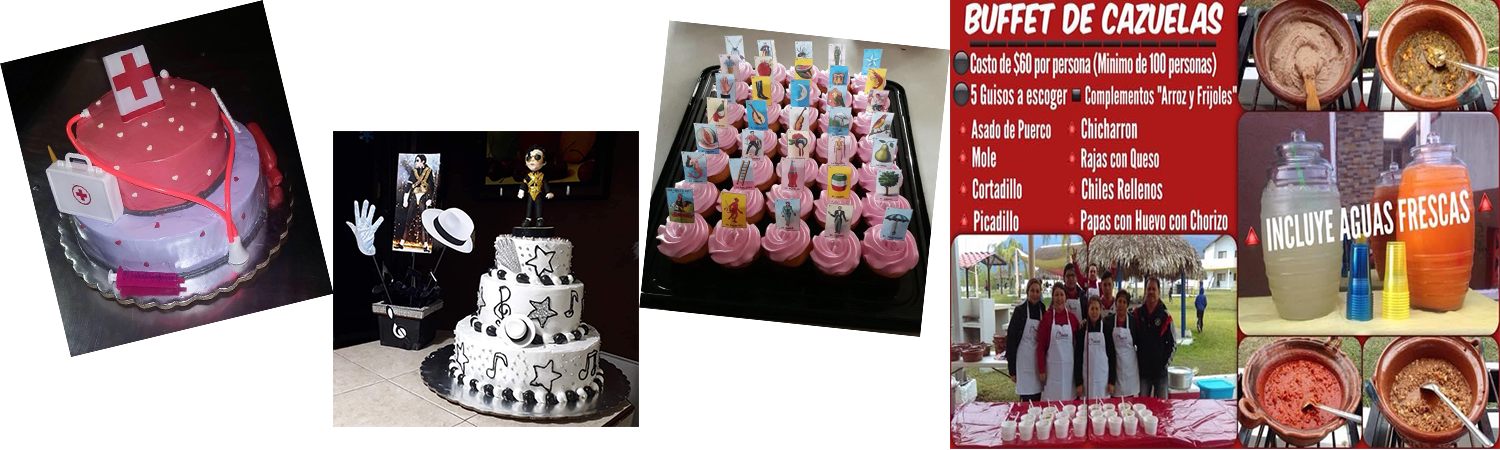 BUFFET DE CAZUELAS
Costo de $60 por persona (Minimo de 100 personas)
5 Guisos a escoger
Complementos "Arroz y Frijoles"
Asado de Puerco
Mole
Cortadillo
Picadillo
Chicharron
Rajas con Queso
Chiles Rellenos
Papas con Huevo con Chorizo
INCLUYE AGUAS FRESCAS